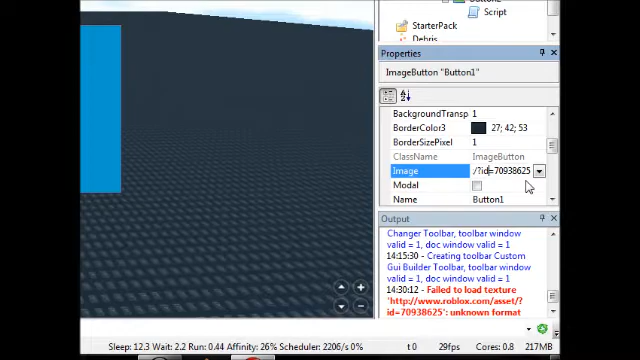 Script
StarterPack
Debris
Properties
ImageButton "Button1"
BackgroundTransp 1
BorderColor3 27; 42; 53
BorderSizePixel 1
ClassName ImageButton
Image ./?id=70938625
Modal
Name Button1
Output
Changer Toolbar, toolbar window
valid = 1, doc window valid = 1
14:15:30 - Creating toolbar Custom
Gui Builder Toolbar, toolbar window
valid = 1, doc window valid = 1
14:30:12 - Failed to load texture
'http://www.roblox.com/asset/?
id=70938625': unknown format
Sleep: 12.3 Wait: 2.2 Run: 0.44 Affinity: 26% Scheduler: 2206/s 0% 29fps Cores: 0.8 217MB